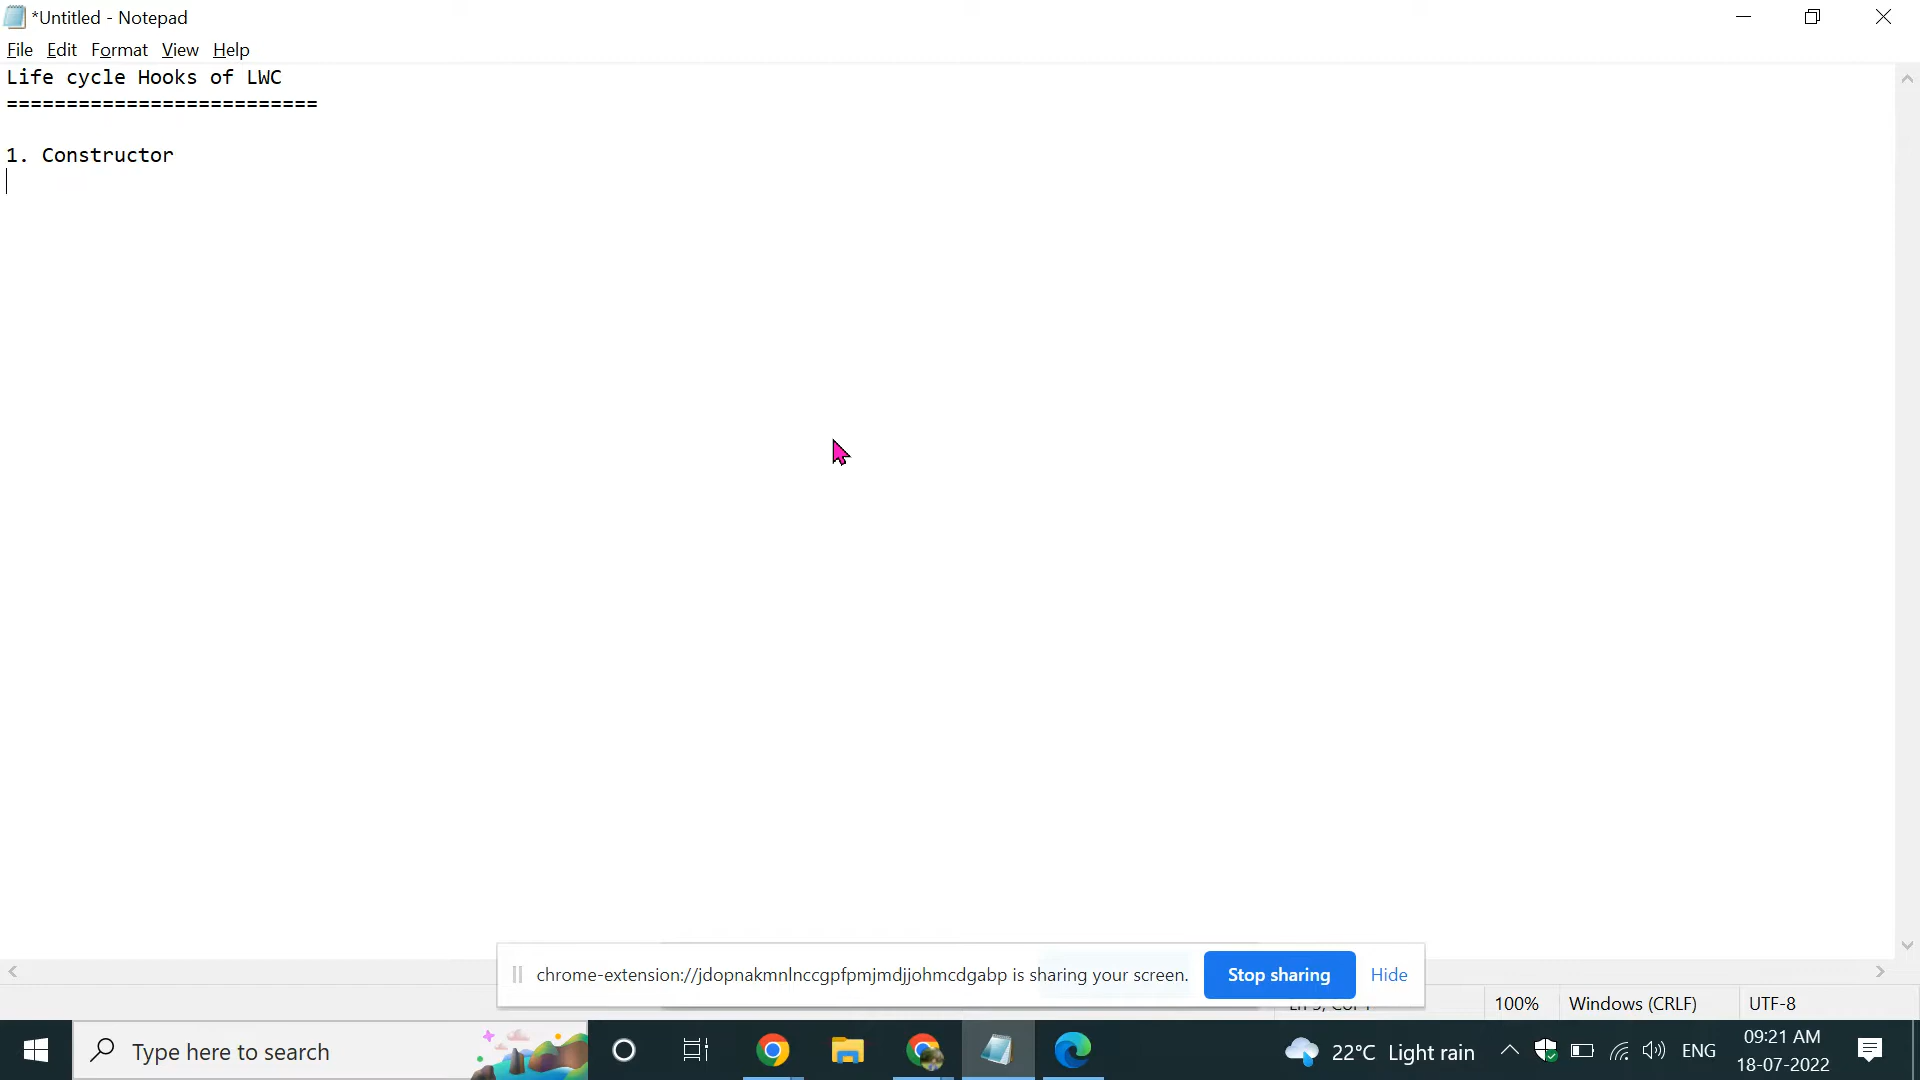 *Untitled - Notepad
File Edit Format View Help
Life cycle Hooks of LWC
==========================
1. Constructor
chrome-extension://jdopnakmnlnccgpfpmjmdjjohmcdgabp is sharing your screen. Stop sharing Hide
100% Windows (CRLF) UTF-8
Type here to search
22°C Light rain
ENG
09:21 AM
18-07-2022